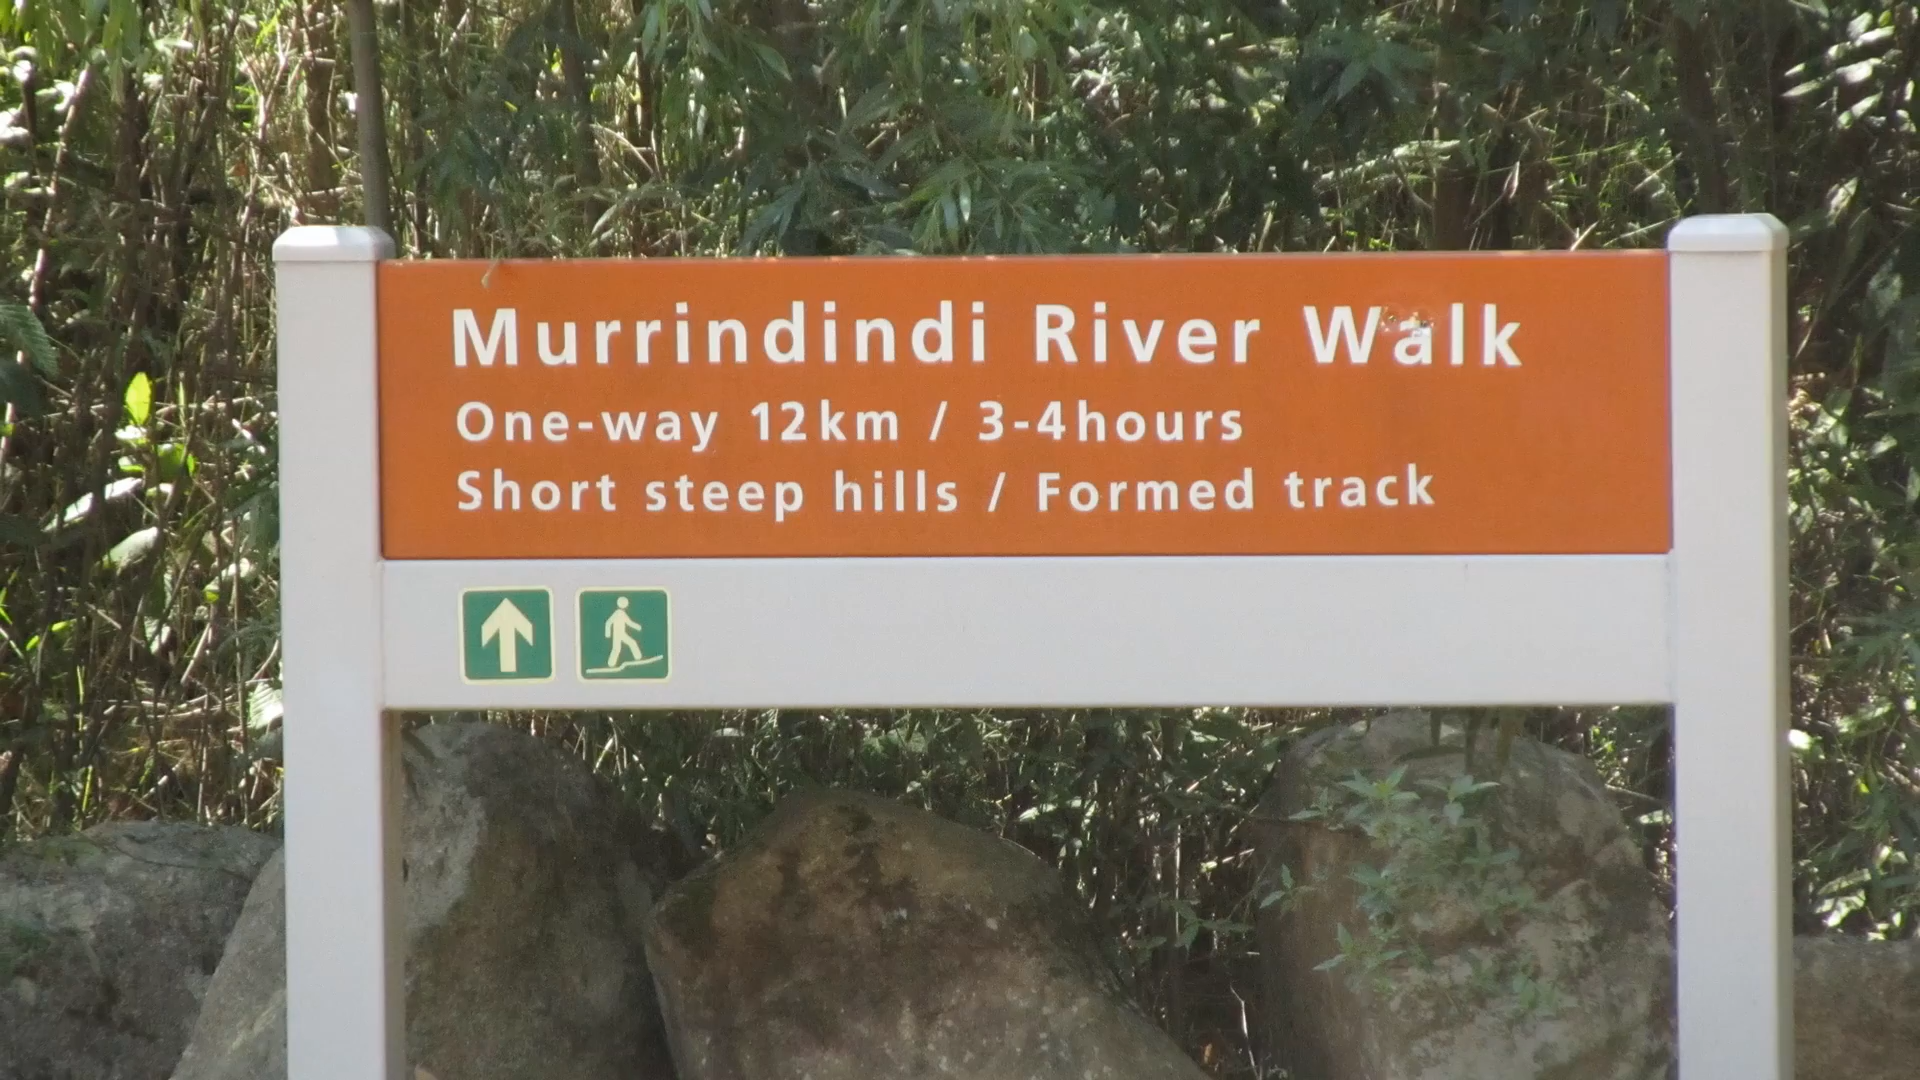 Murrindindi River Walk
One-way 12km / 3-4hours
Short steep hills / Formed track